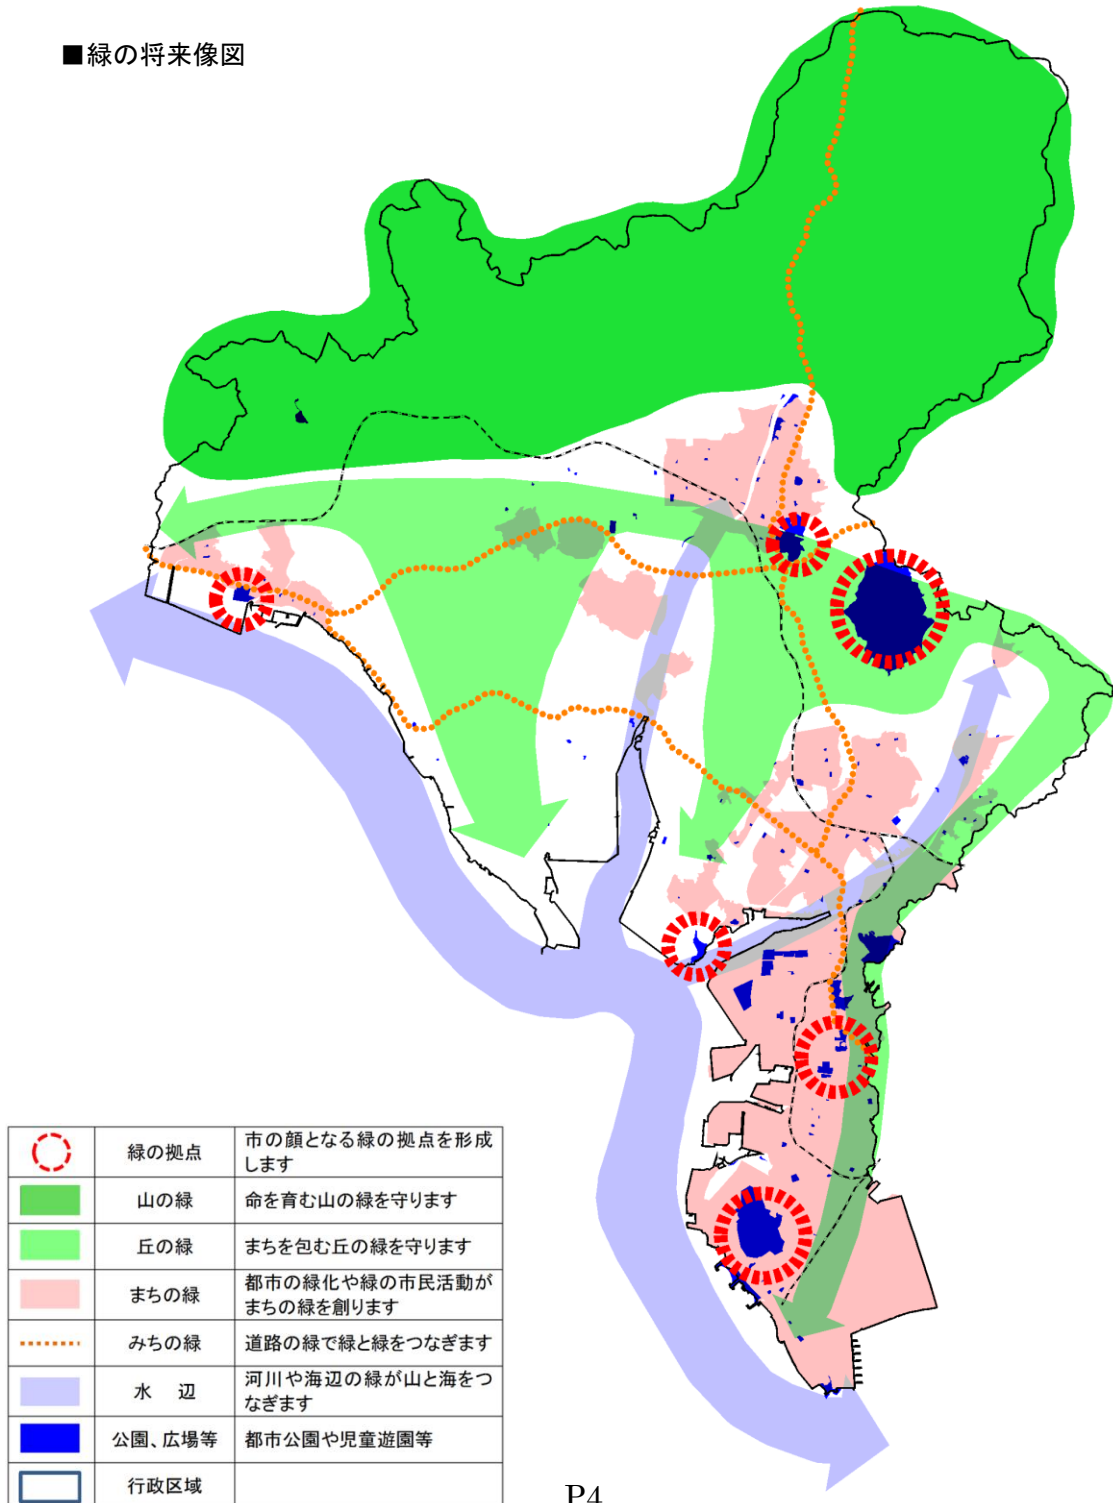 ■緑の将来像図
緑の拠点
市の顔となる緑の拠点を形成
します
山の緑
命を育む山の緑を守ります
丘の緑
まちを包む丘の緑を守ります
まちの緑
都市の緑化や緑の市民活動が
まちの緑を創ります
みちの緑
道路の緑で緑と緑をつなぎます
水　辺
河川や海辺の緑が山と海をつ
なぎます
公園、広場等
都市公園や児童遊園等
行政区域
P4